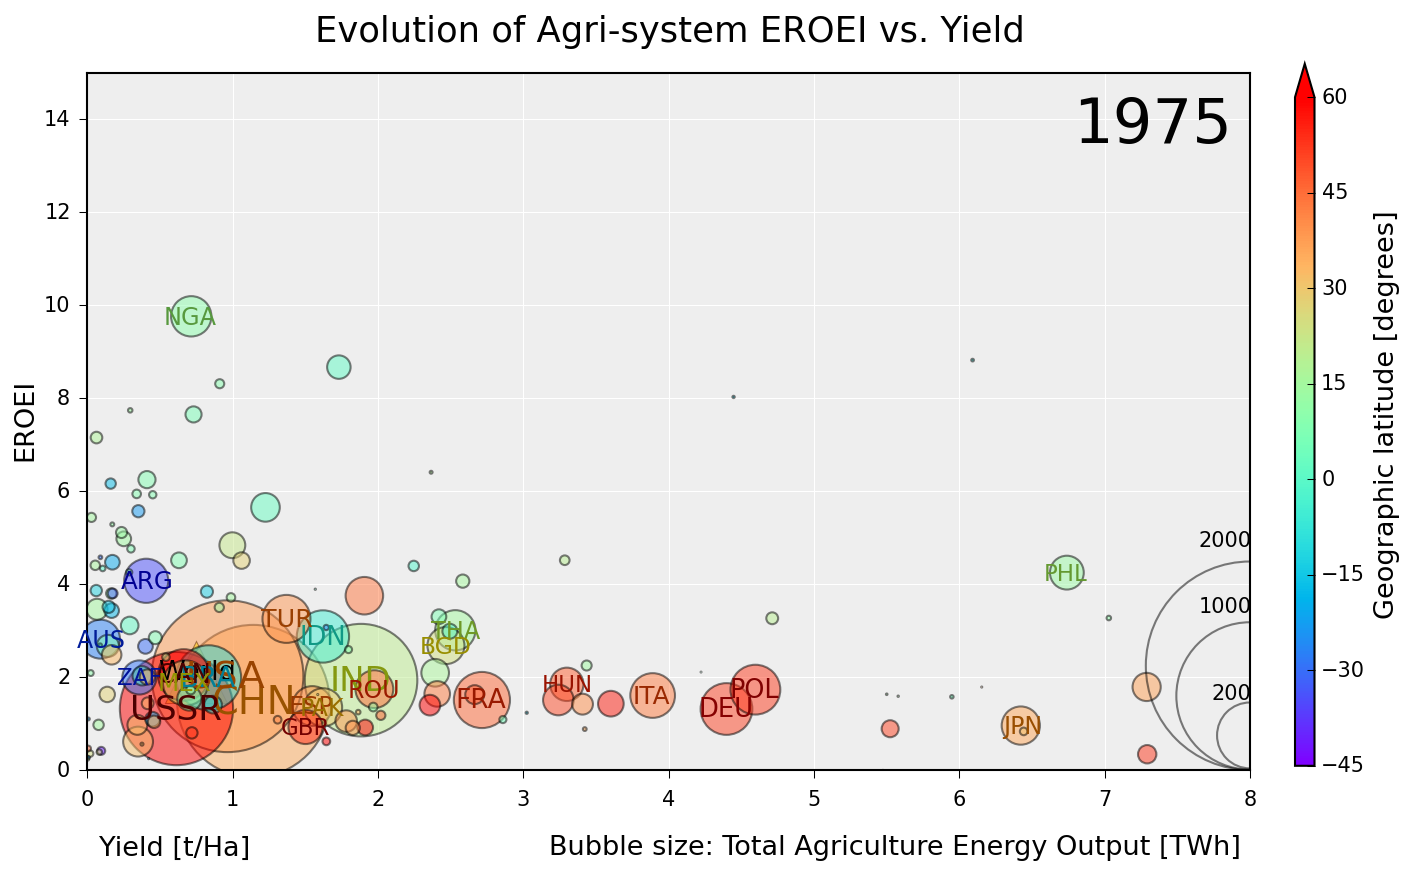 Evolution of Agri-system EROEI vs. Yield
1975
EROEI
14
12
10
8
6
4
2
0
0 1 2 3 4 5 6 7 8
Yield [t/Ha]
Bubble size: Total Agriculture Energy Output [TWh]
NGA
ARG
AUS
ZAF
TUR
IDN
THA
BGD
PHL
IND
ROU
USSR
CHN
GBR
FRA
HUN
ITA
DEU
POL
JPN
2000
1000
200
60
45
30
15
0
−15
−30
−45
Geographic latitude [degrees]